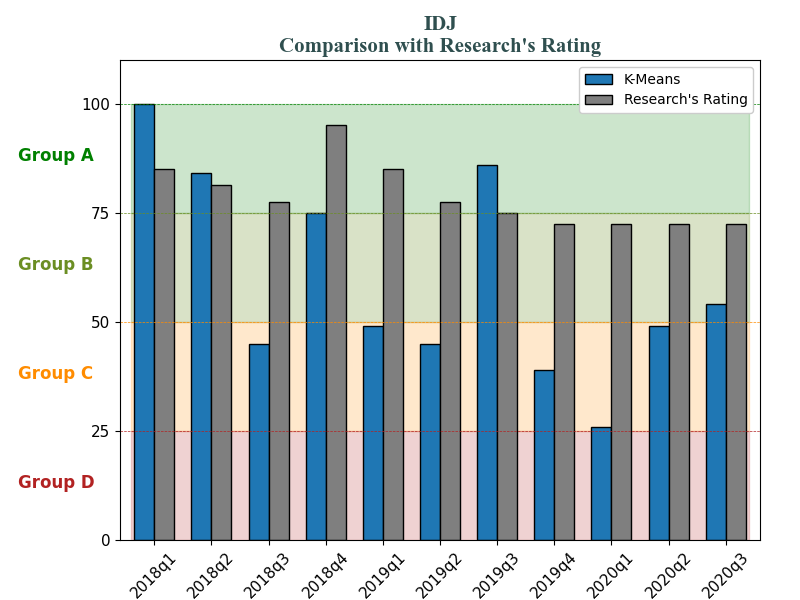 IDJ
Comparison with Research's Rating
K-Means
Research's Rating
100
Group A
75
Group B
50
Group C
25
Group D
0
2018q1
2018q2
2018q3
2018q4
2019q1
2019q2
2019q3
2019q4
2020q1
2020q2
2020q3